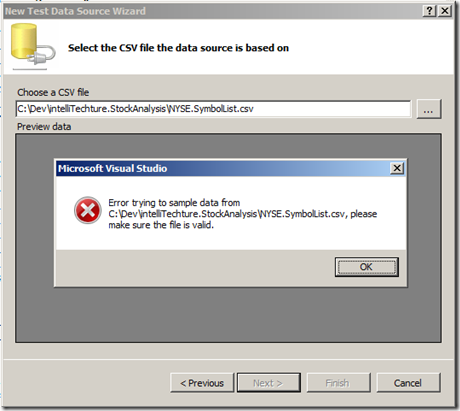 New Test Data Source Wizard
Select the CSV file the data source is based on
Choose a CSV file
C:\Dev\intelliTechture.StockAnalysis\NYSE.SymbolList.csv
...
Preview data
Microsoft Visual Studio
Error trying to sample data from
C:\Dev\intelliTechture.StockAnalysis\NYSE.SymbolList.csv, please
make sure the file is valid.
OK
< Previous
Next >
Finish
Cancel